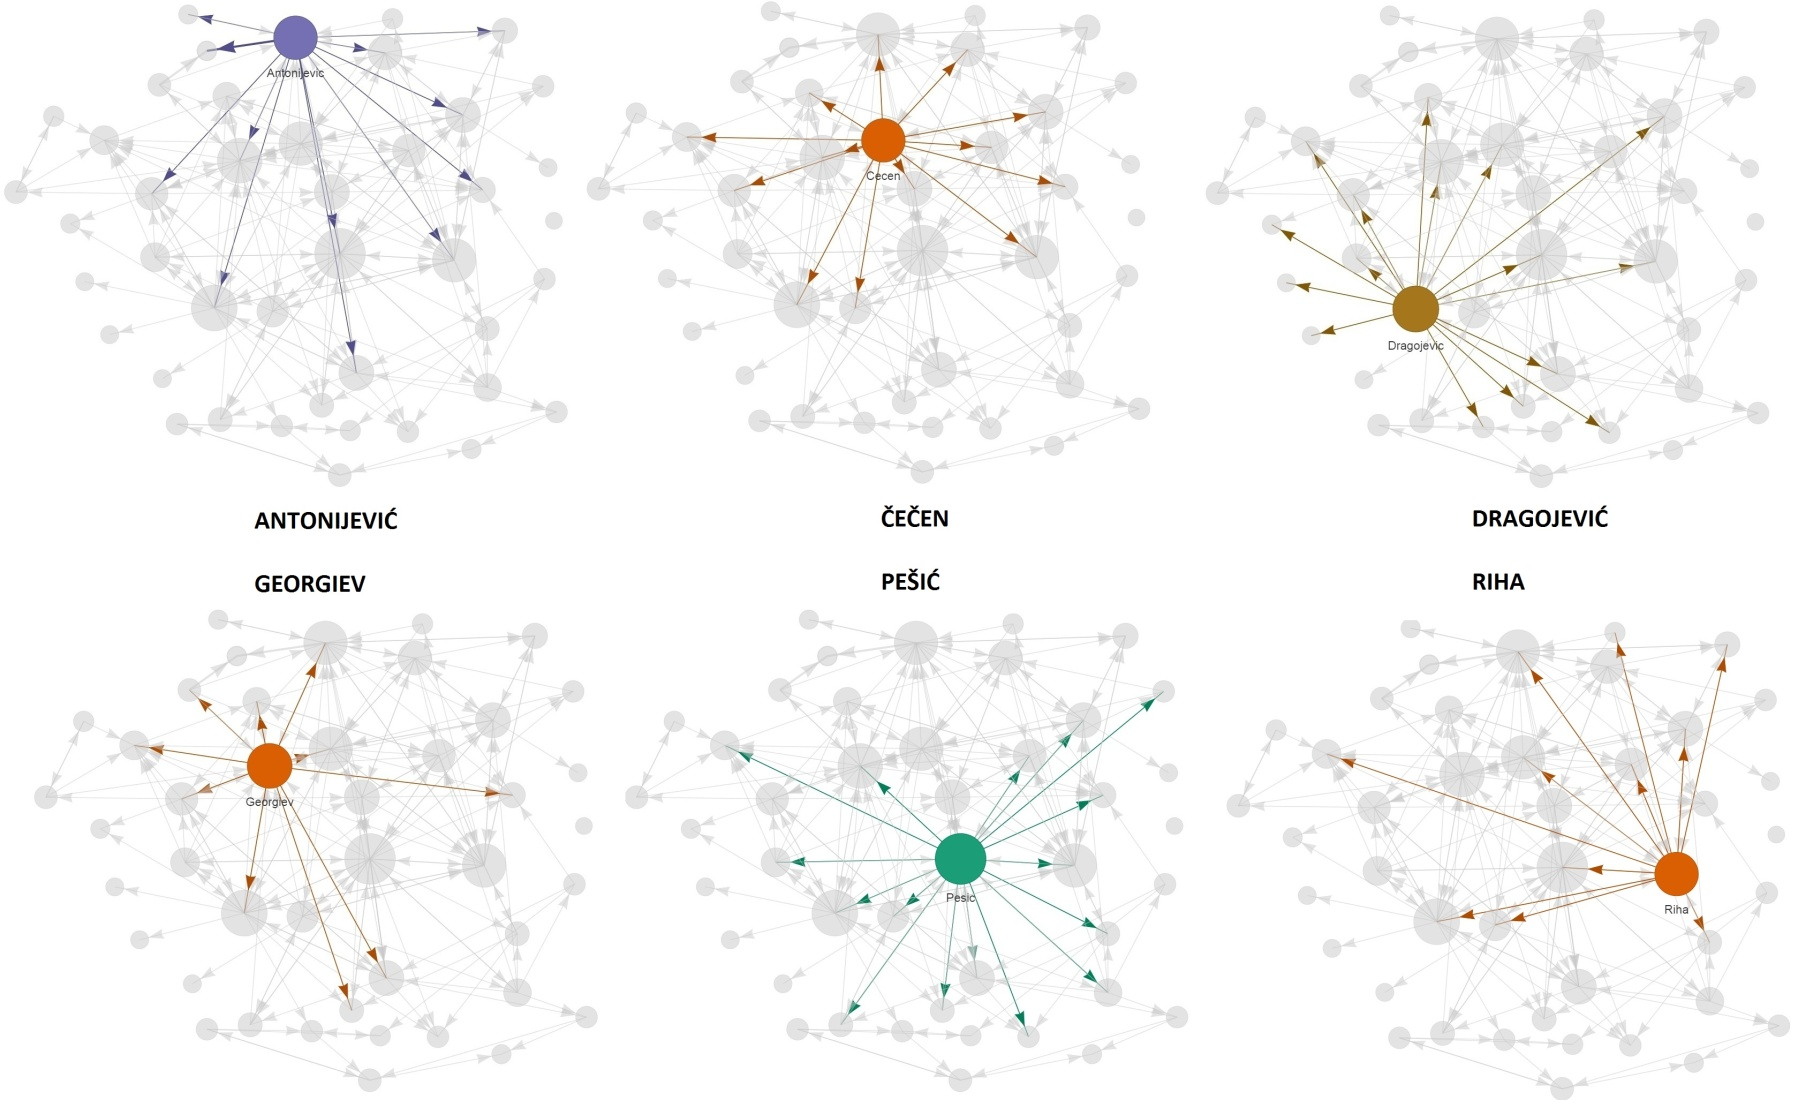 Antonijevic
Cecen
Dragojevic
ANTONIJEVIĆ
ČEČEN
DRAGOJEVIĆ
GEORGIEV
PEŠIĆ
RIHA
Georgiev
Pesic
Riha